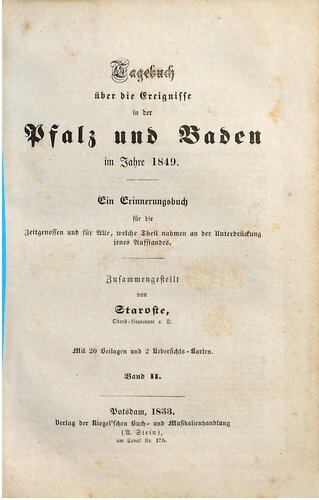 Tagebuch
über die Ereignisse
in der
Pfalz und Baden
im Jahre 1849.
Ein Erinnerungsbuch
für die
Zeitgenossen und für Alle, welche Theil nahmen an der Unterdrückung
jenes Aufstandes.
Zusammengestellt
von
Staroste,
Oberst-Lieutenant a. D.
Mit 20 Beilagen und 2 Uebersichts-Karten.
Band II.
Potsdam, 1853.
Verlag der Riegel'schen Buch- und Musikalienhandlung
(A. Stein),
am Canal Nr. 17b.